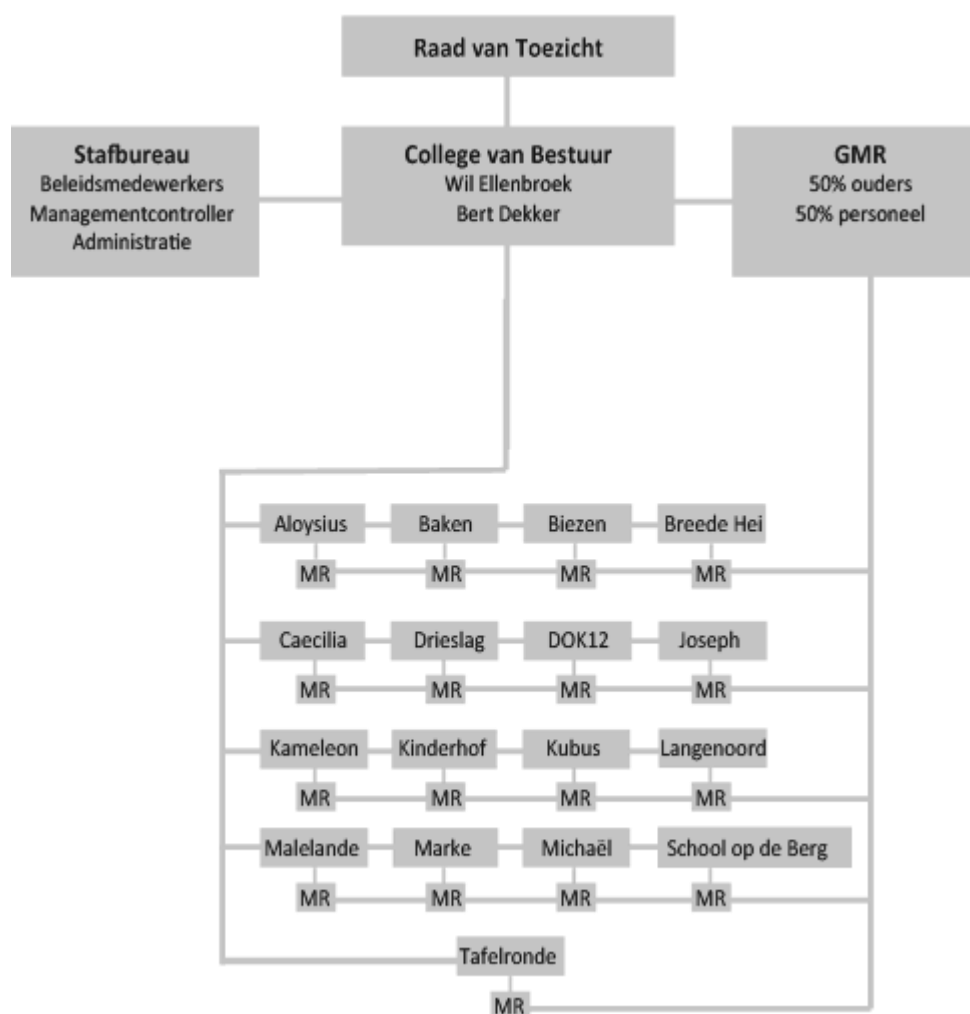 Raad van Toezicht
Stafbureau
Beleidsmedewerkers
Managementcontroller
Administratie
College van Bestuur
Wil Ellenbroek
Bert Dekker
GMR
50% ouders
50% personeel
Aloysius Baken Biezen Breede Hei
MR MR MR MR
Caecilia Drieslag DOK12 Joseph
MR MR MR MR
Kameleon Kinderhof Kubus Langenoord
MR MR MR MR
Malelande Marke Michaël School op de Berg
MR MR MR MR
Tafelronde
MR